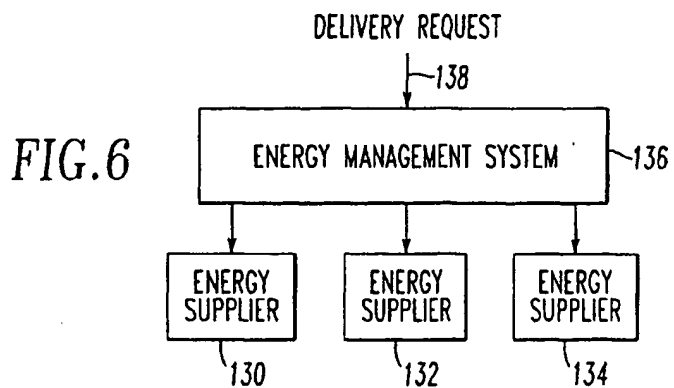 DELIVERY REQUEST
138
FIG.6
ENERGY MANAGEMENT SYSTEM
136
ENERGY SUPPLIER
ENERGY SUPPLIER
ENERGY SUPPLIER
130
132
134